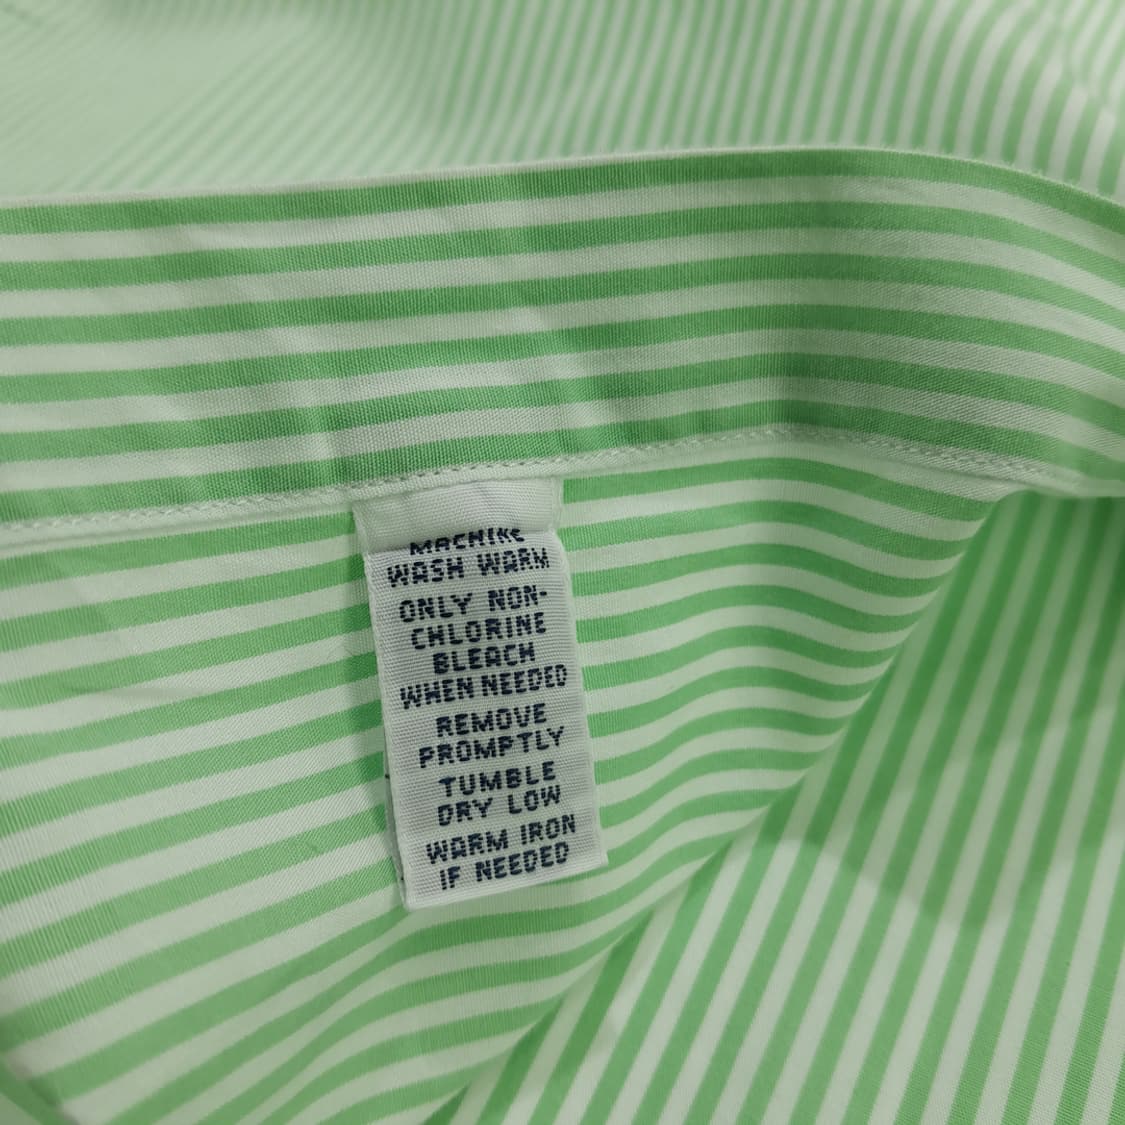 MACHINE
WASH WARM
ONLY NON-
CHLORINE
BLEACH
WHEN NEEDED
REMOVE
PROMPTLY
TUMBLE
DRY LOW
WARM IRON
IF NEEDED